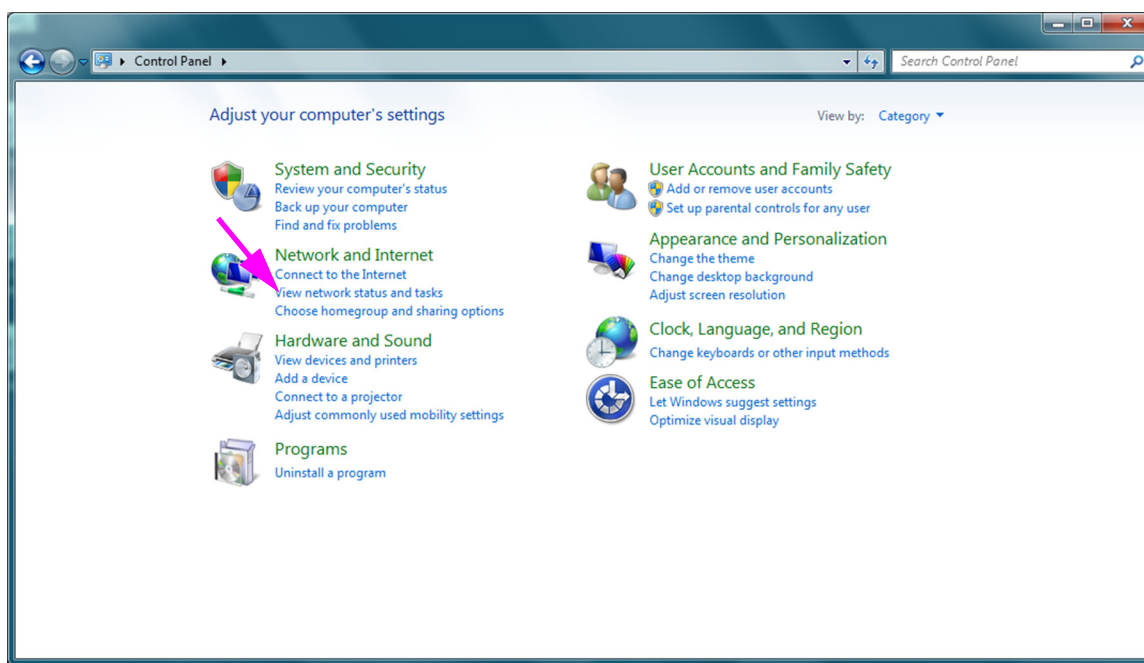 Control Panel
Search Control Panel
Adjust your computer's settings
View by: Category
System and Security
Review your computer's status
Back up your computer
Find and fix problems
Network and Internet
Connect to the Internet
View network status and tasks
Choose homegroup and sharing options
Hardware and Sound
View devices and printers
Add a device
Connect to a projector
Adjust commonly used mobility settings
Programs
Uninstall a program
User Accounts and Family Safety
Add or remove user accounts
Set up parental controls for any user
Appearance and Personalization
Change the theme
Change desktop background
Adjust screen resolution
Clock, Language, and Region
Change keyboards or other input methods
Ease of Access
Let Windows suggest settings
Optimize visual display